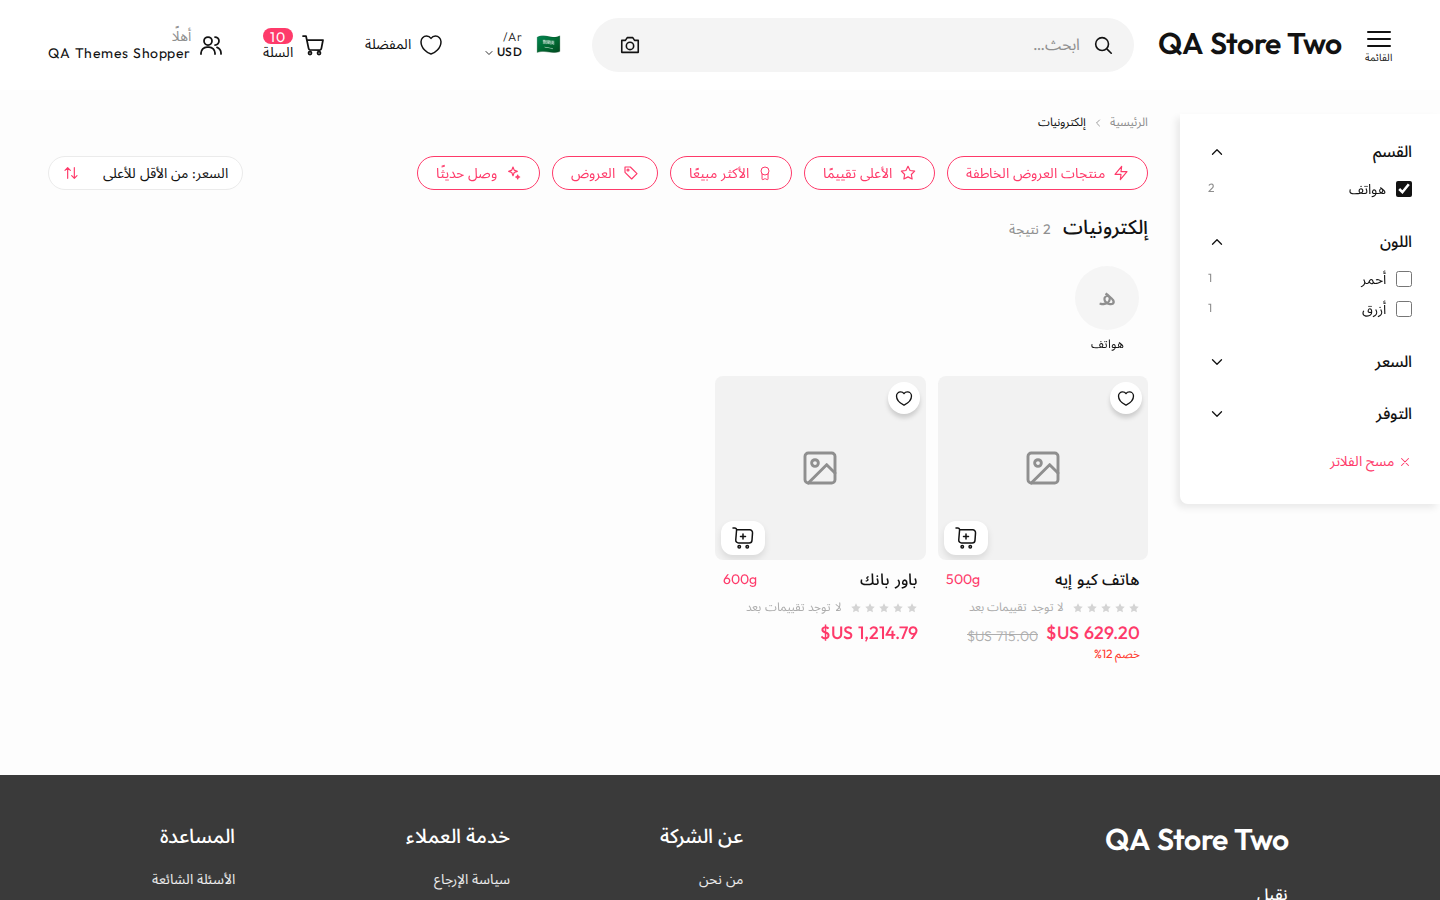 القائمة
QA Store Two
ابحث...
Ar/
USD
المفضلة
10
السلة
أهلًا
QA Themes Shopper
القسم
هواتف 2
اللون
أحمر 1
أزرق 1
السعر
التوفر
مسح الفلاتر
الرئيسية إلكترونيات
منتجات العروض الخاطفة
الأعلى تقييمًا
الأكثر مبيعًا
العروض
وصل حديثًا
السعر: من الأقل للأعلى
إلكترونيات 2 نتيجة
هـ
هواتف
هاتف كيو إيه 500g
لا توجد تقييمات بعد
$US 629.20 $US 715.00
خصم 12%
باور بانك 600g
لا توجد تقييمات بعد
$US 1,214.79
QA Store Two
نقبل
عن الشركة
من نحن
خدمة العملاء
سياسة الإرجاع
المساعدة
الأسئلة الشائعة